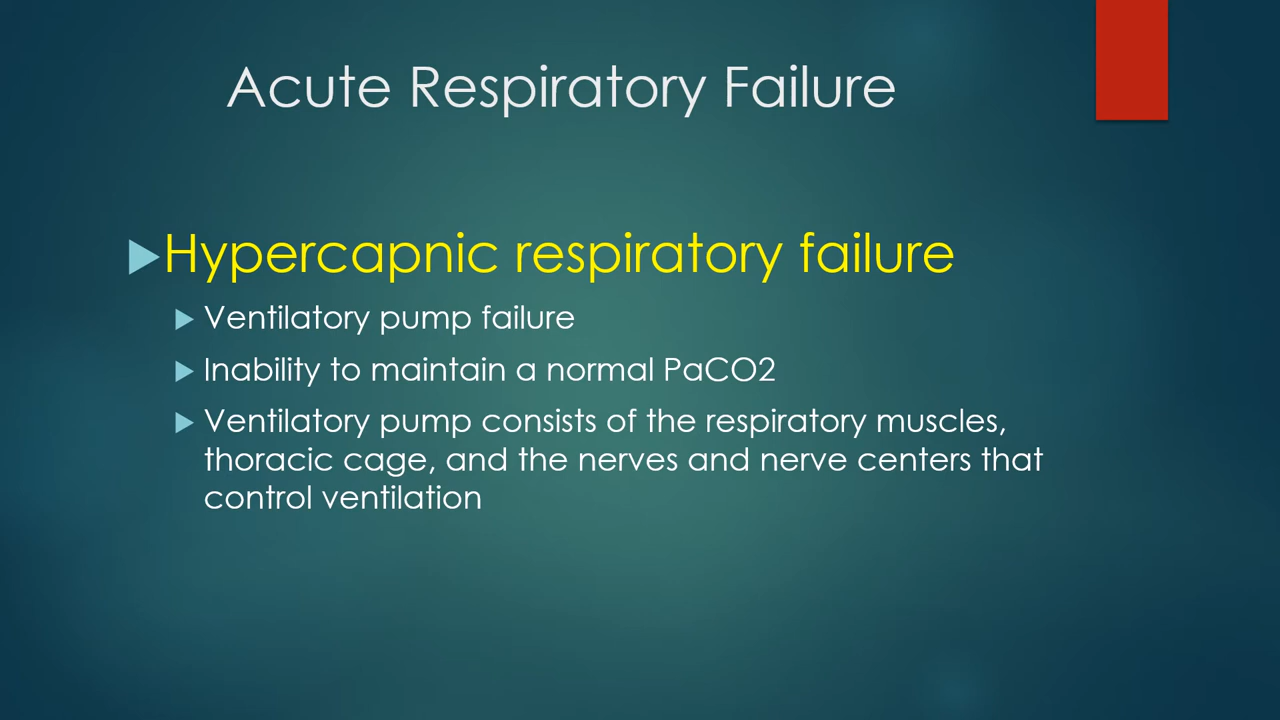 Acute Respiratory Failure
Hypercapnic respiratory failure
Ventilatory pump failure
Inability to maintain a normal PaCO2
Ventilatory pump consists of the respiratory muscles,
thoracic cage, and the nerves and nerve centers that
control ventilation